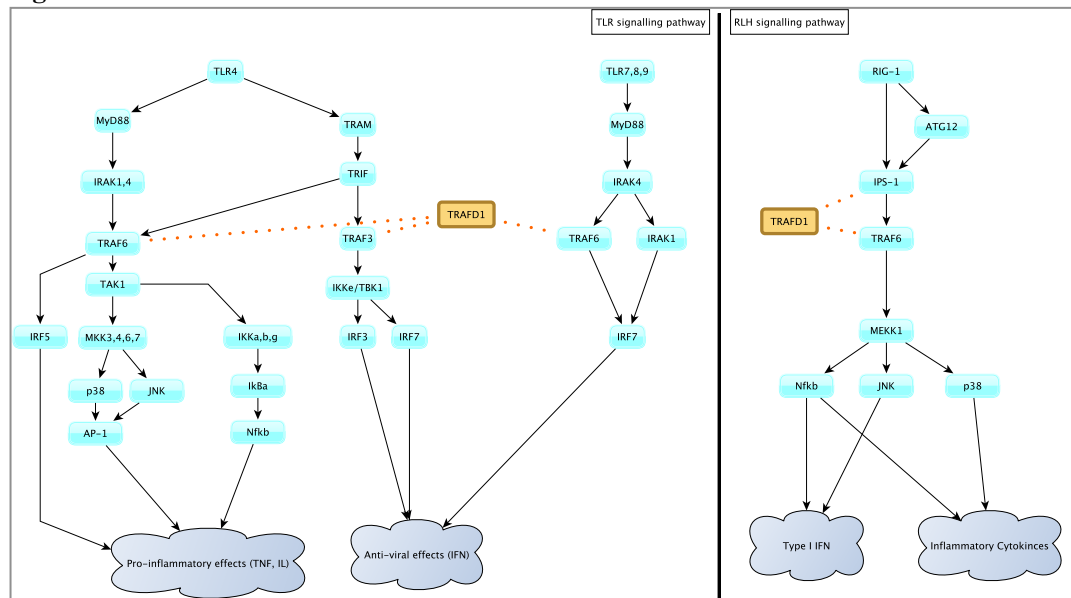 TLR signalling pathway
RLH signalling pathway
TLR4
TLR7,8,9
RIG-1
MyD88
TRAM
MyD88
ATG12
IRAK1,4
TRIF
IRAK4
IPS-1
TRAFD1
TRAFD1
TRAF6
TRAF3
TRAF6
IRAK1
TRAF6
TAK1
IKKe/TBK1
IRF5
MKK3,4,6,7
IKKa,b,g
IRF3
IRF7
IRF7
MEKK1
p38
JNK
IkBa
Nfkb
JNK
p38
AP-1
Nfkb
Pro-inflammatory effects (TNF, IL)
Anti-viral effects (IFN)
Type I IFN
Inflammatory Cytokinces